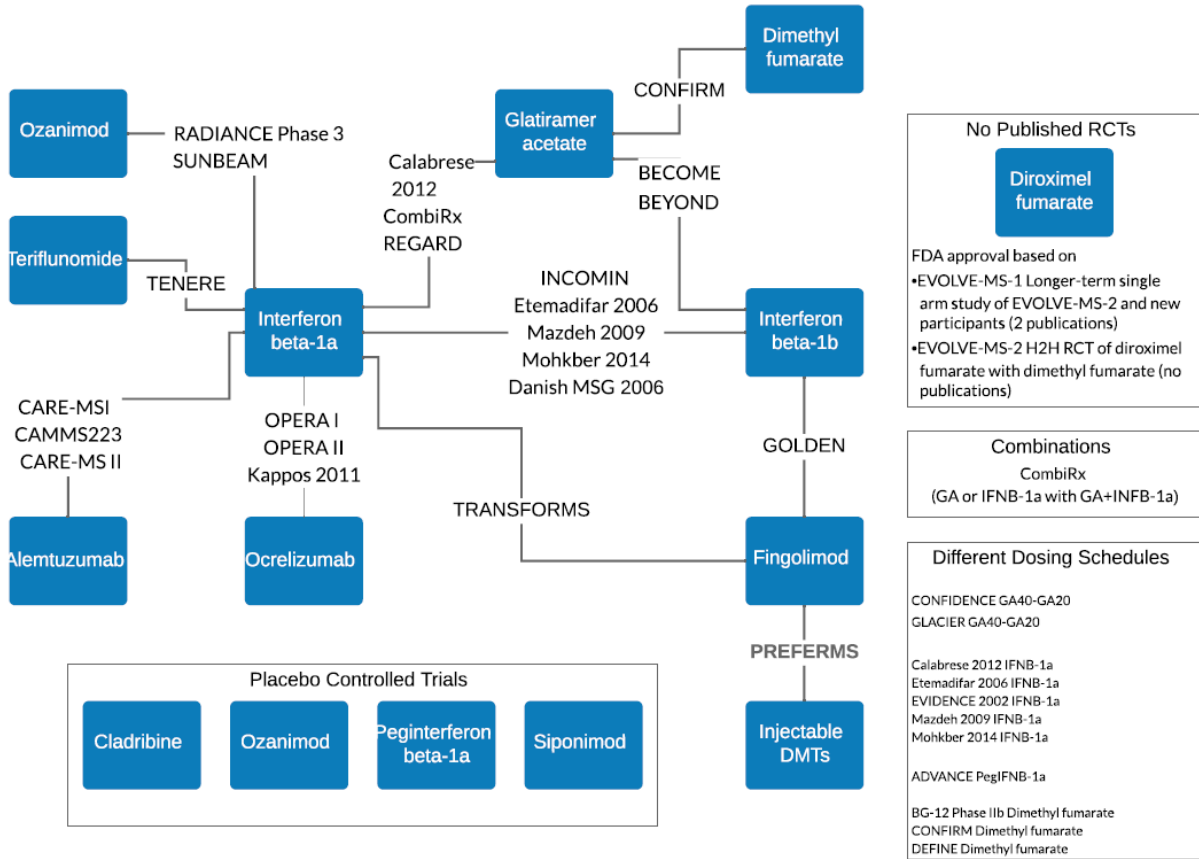 Dimethyl
fumarate
CONFIRM
Glatiramer
acetate
Ozanimod
RADIANCE Phase 3
SUNBEAM
Calabrese
2012
CombiRx
REGARD
BECOME
BEYOND
Teriflunomide
TENERE
Interferon
beta-1a
INCOMIN
Etemadifar 2006
Mazdeh 2009
Mohkber 2014
Danish MSG 2006
Interferon
beta-1b
CARE-MSI
CAMMS223
CARE-MS II
OPERA I
OPERA II
Kappos 2011
GOLDEN
TRANSFORMS
Alemtuzumab
Ocrelizumab
Fingolimod
PREFERMS
Injectable
DMTs
Placebo Controlled Trials
Cladribine
Ozanimod
Peginterferon
beta-1a
Siponimod
No Published RCTs
Diroximel
fumarate
FDA approval based on
•EVOLVE-MS-1 Longer-term single
arm study of EVOLVE-MS-2 and new
participants (2 publications)
•EVOLVE-MS-2 H2H RCT of diroximel
fumarate with dimethyl fumarate (no
publications)
Combinations
CombiRx
(GA or IFNB-1a with GA+INFB-1a)
Different Dosing Schedules
CONFIDENCE GA40-GA20
GLACIER GA40-GA20
Calabrese 2012 IFNB-1a
Etemadifar 2006 IFNB-1a
EVIDENCE 2002 IFNB-1a
Mazdeh 2009 IFNB-1a
Mohkber 2014 IFNB-1a
ADVANCE PegIFNB-1a
BG-12 Phase IIb Dimethyl fumarate
CONFIRM Dimethyl fumarate
DEFINE Dimethyl fumarate